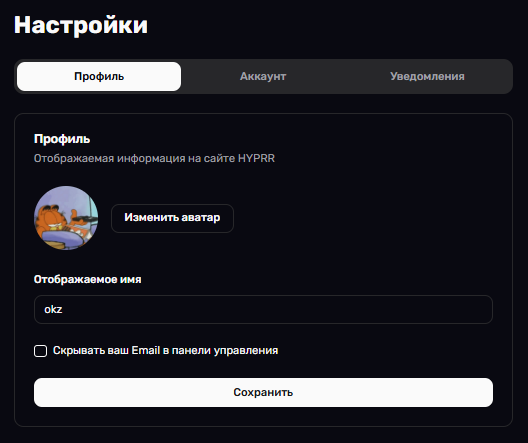 Настройки
Профиль
Аккаунт
Уведомления
Профиль
Отображаемая информация на сайте HYPRR
Изменить аватар
Отображаемое имя
okz
Скрывать ваш Email в панели управления
Сохранить